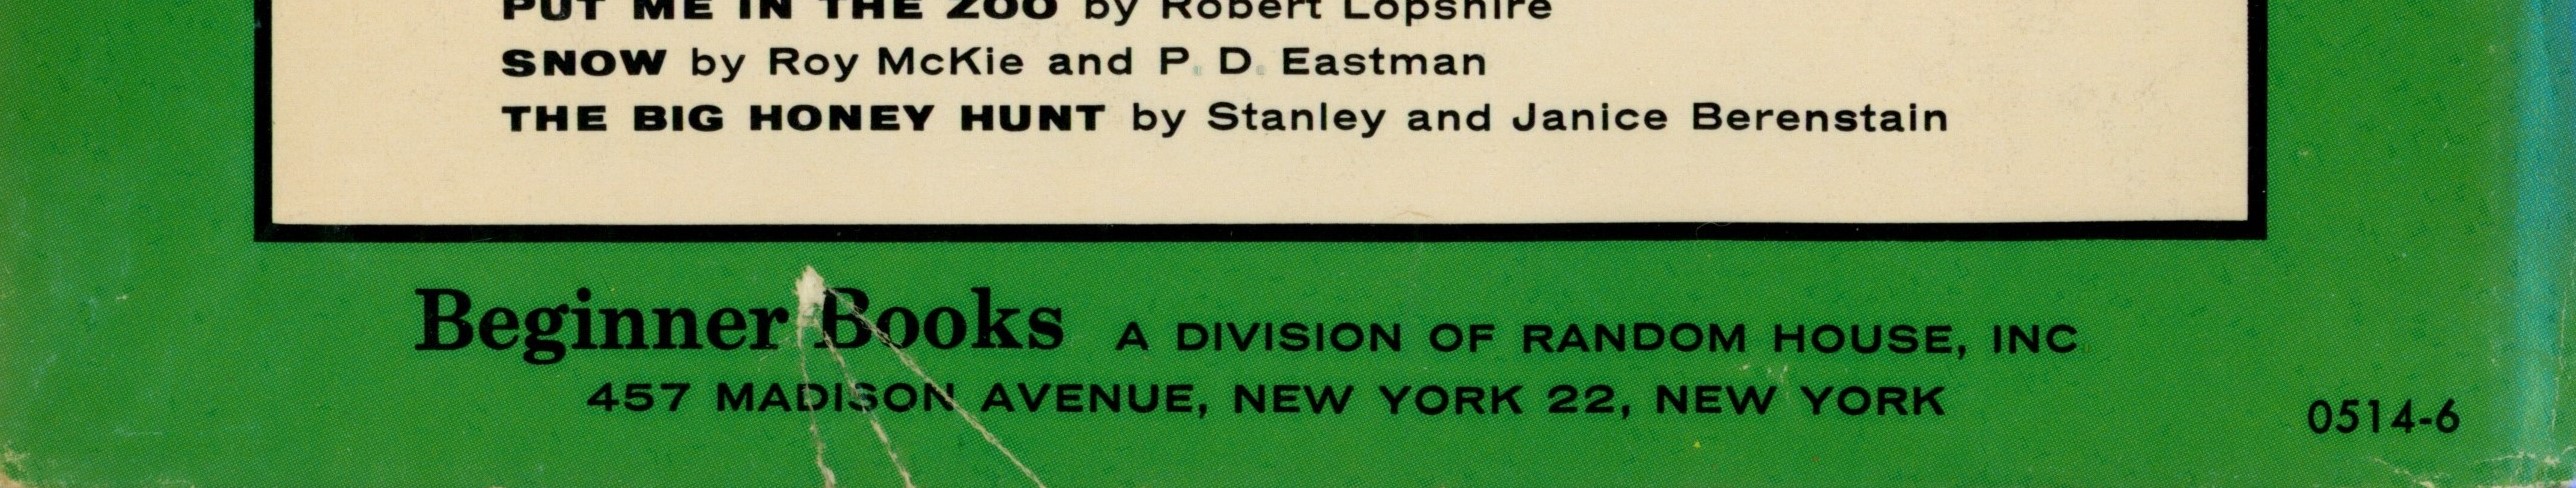 PUT ME IN THE ZOO by Robert Lopshire
SNOW by Roy McKie and P. D. Eastman
THE BIG HONEY HUNT by Stanley and Janice Berenstain
Beginner Books A DIVISION OF RANDOM HOUSE, INC.
457 MADISON AVENUE, NEW YORK 22, NEW YORK
0514-6